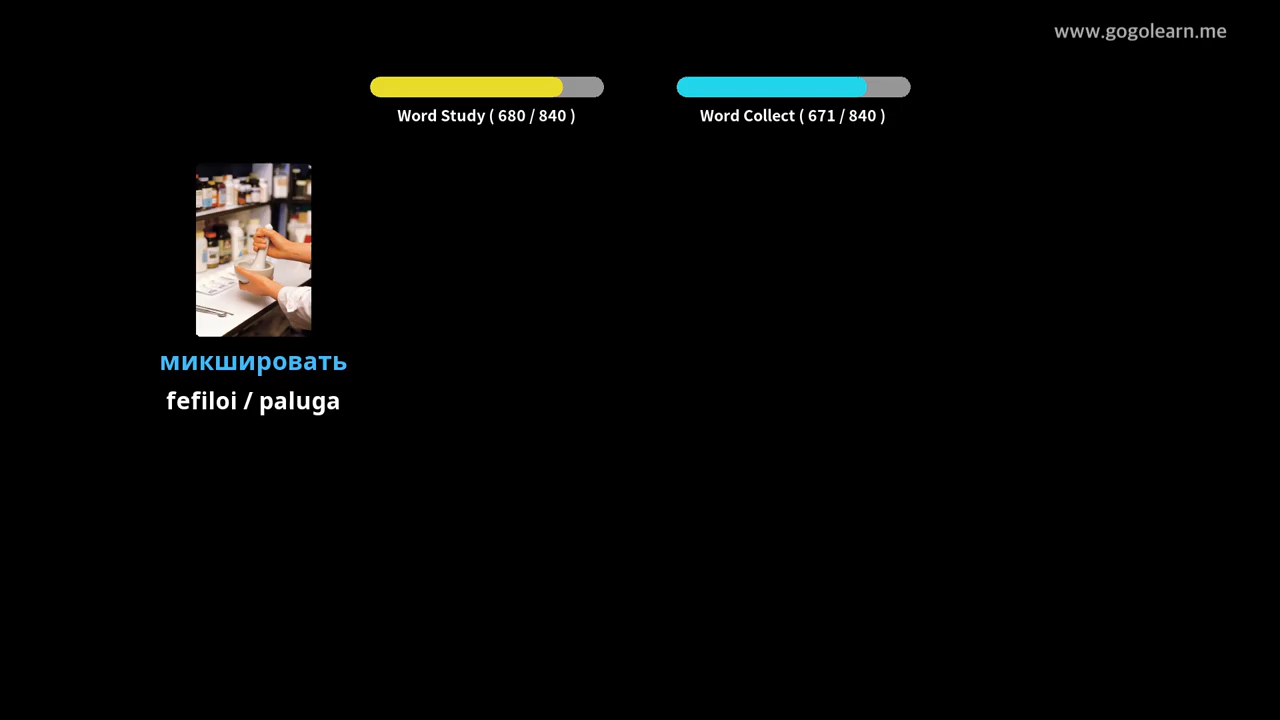 www.gogolearn.me
Word Study ( 680 / 840 )
Word Collect ( 671 / 840 )
микшировать
fefiloi / paluga